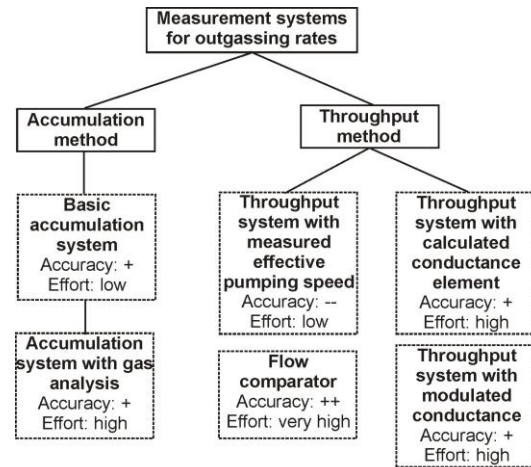 Measurement systems
for outgassing rates
Accumulation
method
Throughput
method
Basic
accumulation
system
Accuracy: +
Effort: low
Throughput
system with
measured
effective
pumping speed
Accuracy: --
Effort: low
Throughput
system with
calculated
conductance
element
Accuracy: +
Effort: high
Accumulation
system with gas
analysis
Accuracy: +
Effort: high
Flow
comparator
Accuracy: ++
Effort: very high
Throughput
system with
modulated
conductance
Accuracy: +
Effort: high